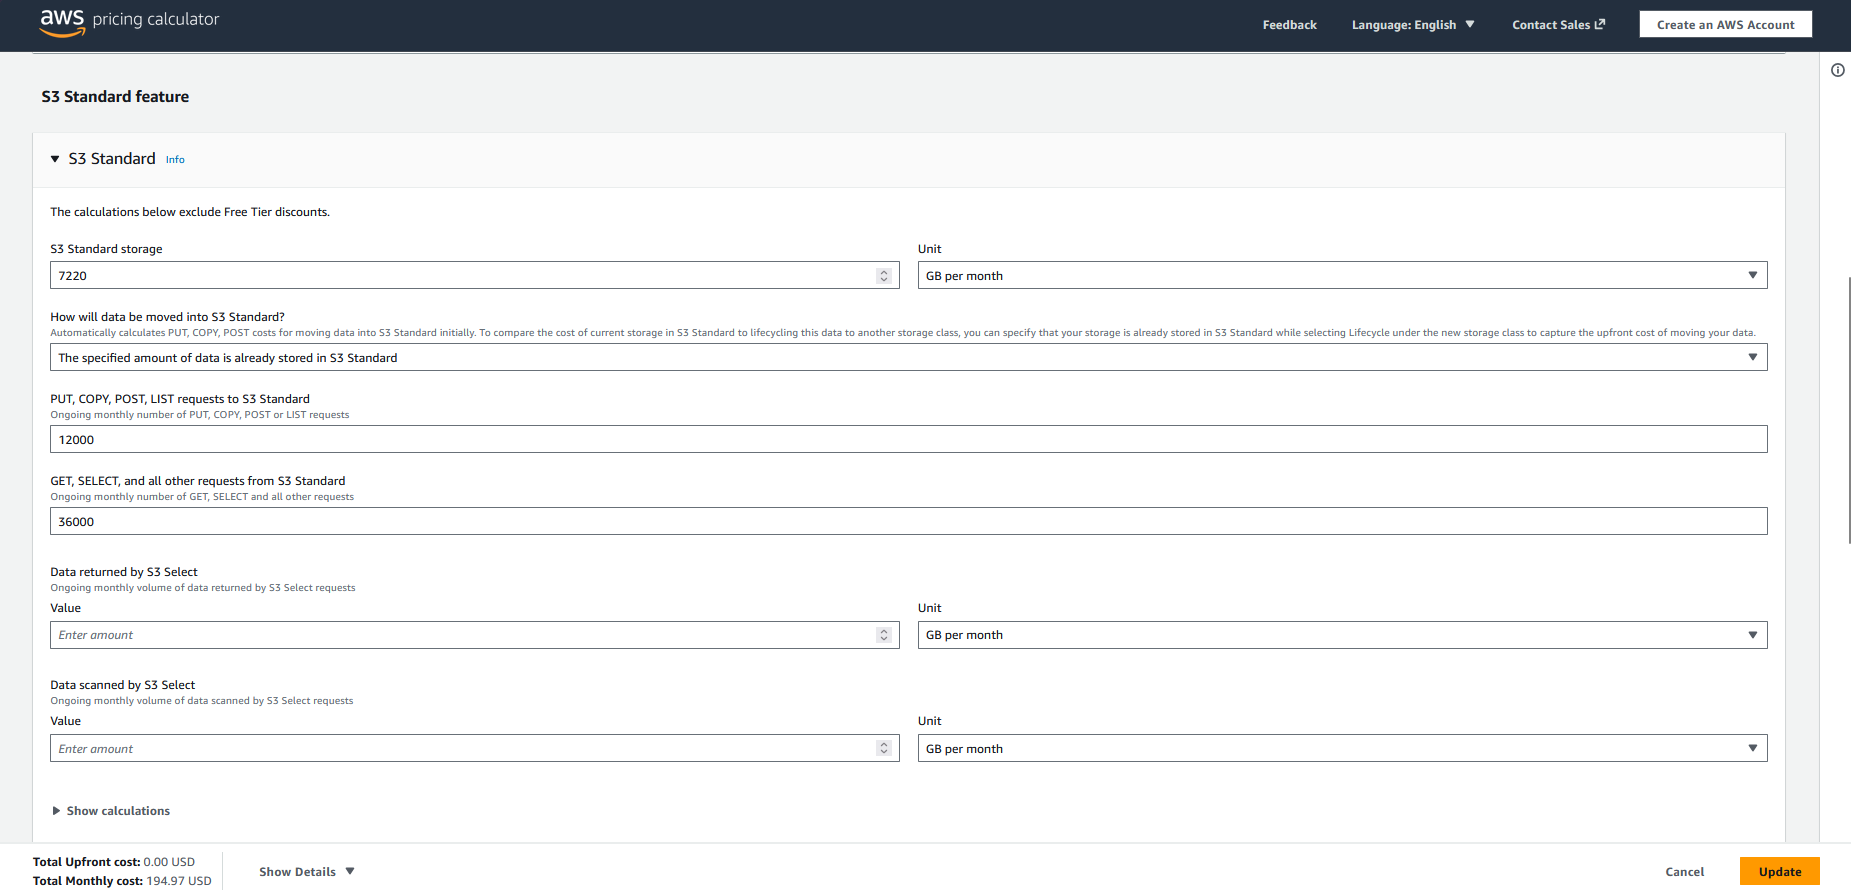 aws pricing calculator
Feedback
Language: English
Contact Sales
Create an AWS Account
S3 Standard feature
S3 Standard Info
The calculations below exclude Free Tier discounts.
S3 Standard storage
Unit
7220
GB per month
How will data be moved into S3 Standard?
Automatically calculates PUT, COPY, POST costs for moving data into S3 Standard initially. To compare the cost of current storage in S3 Standard to lifecycling this data to another storage class, you can specify that your storage is already stored in S3 Standard while selecting Lifecycle under the new storage class to capture the upfront cost of moving your data.
The specified amount of data is already stored in S3 Standard
PUT, COPY, POST, LIST requests to S3 Standard
Ongoing monthly number of PUT, COPY, POST or LIST requests
12000
GET, SELECT, and all other requests from S3 Standard
Ongoing monthly number of GET, SELECT and all other requests
36000
Data returned by S3 Select
Ongoing monthly volume of data returned by S3 Select requests
Value
Unit
Enter amount
GB per month
Data scanned by S3 Select
Ongoing monthly volume of data scanned by S3 Select requests
Value
Unit
Enter amount
GB per month
Show calculations
Total Upfront cost: 0.00 USD
Total Monthly cost: 194.97 USD
Show Details
Cancel
Update